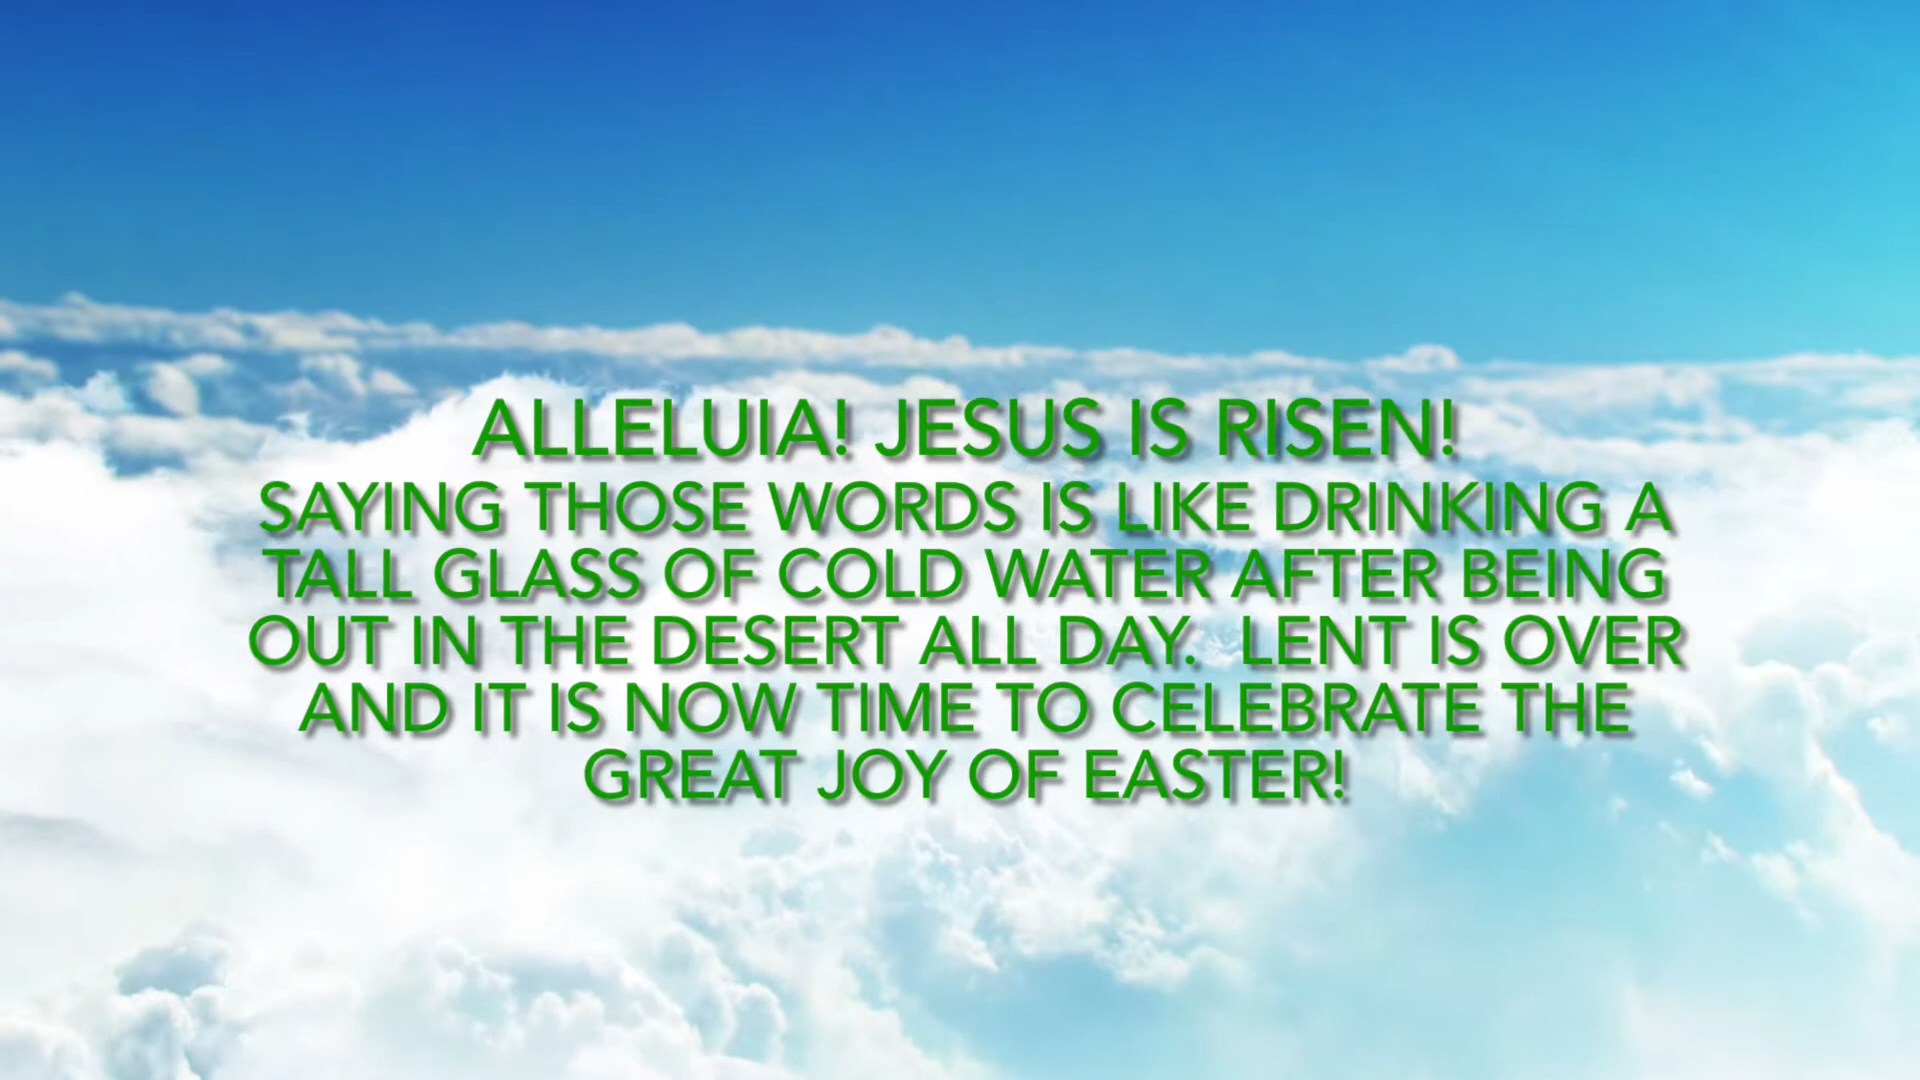 ALLELUIA! JESUS IS RISEN!
SAYING THOSE WORDS IS LIKE DRINKING A
TALL GLASS OF COLD WATER AFTER BEING
OUT IN THE DESERT ALL DAY.  LENT IS OVER
AND IT IS NOW TIME TO CELEBRATE THE
GREAT JOY OF EASTER!